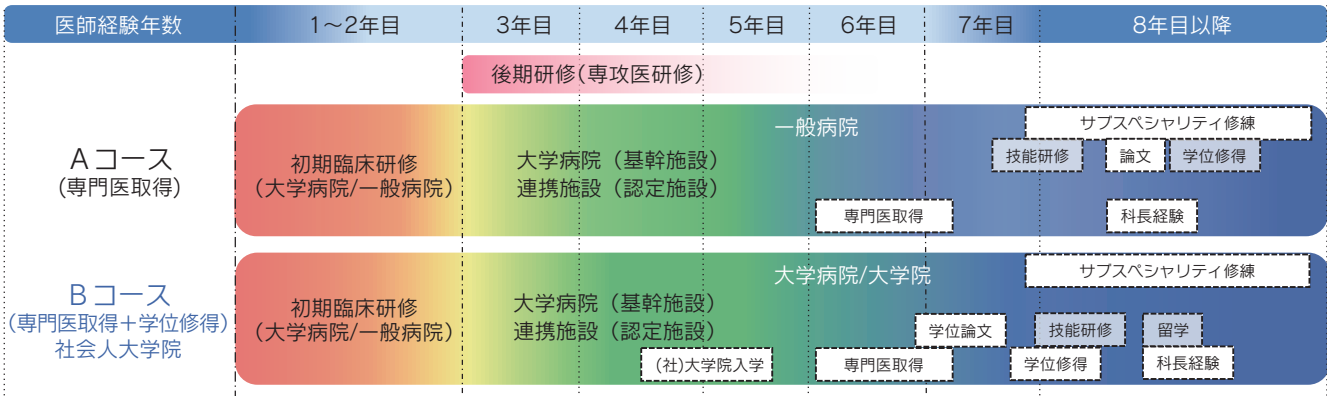 医師経験年数
1～2年目
3年目
4年目
5年目
6年目
7年目
8年目以降
後期研修(専攻医研修)
Aコース
(専門医取得)
初期臨床研修
(大学病院/一般病院)
大学病院（基幹施設）
連携施設（認定施設）
一般病院
サブスペシャリティ修練
技能研修
論文
学位修得
専門医取得
科長経験
Bコース
(専門医取得＋学位修得)
社会人大学院
初期臨床研修
(大学病院/一般病院)
大学病院（基幹施設）
連携施設（認定施設）
大学病院/大学院
サブスペシャリティ修練
学位論文
技能研修
留学
(社)大学院入学
専門医取得
学位修得
科長経験